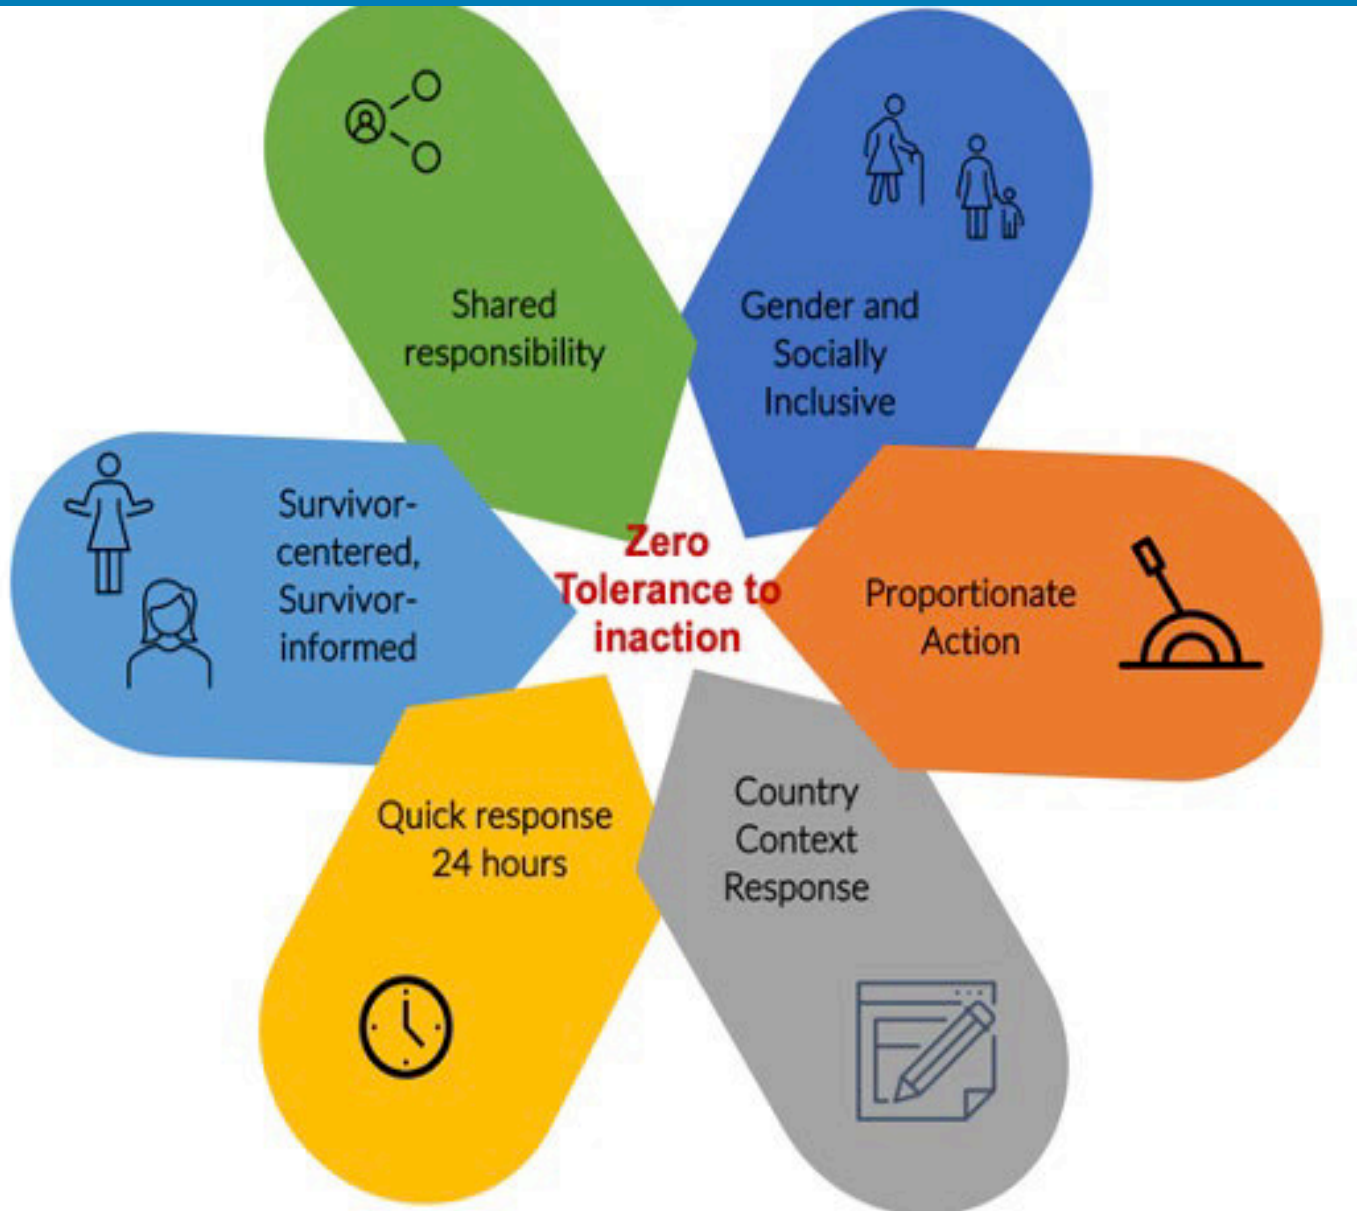 Shared
responsibility
Gender and
Socially
Inclusive
Survivor-
centered,
Survivor-
informed
Zero
Tolerance to
inaction
Proportionate
Action
Quick response
24 hours
Country
Context
Response